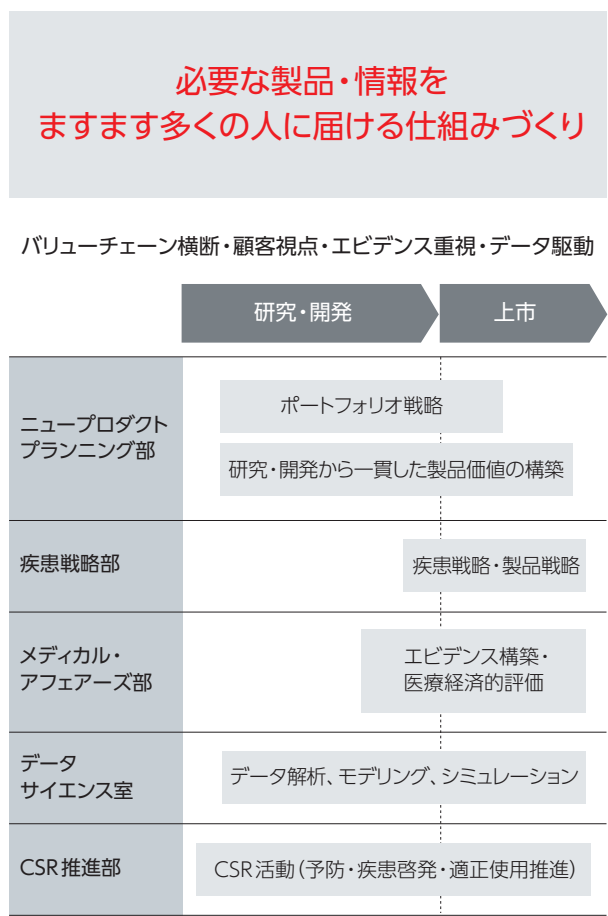 必要な製品・情報を
ますます多くの人に届ける仕組みづくり
バリューチェーン横断・顧客視点・エビデンス重視・データ駆動
研究・開発
上市
ニュープロダクト
プランニング部
ポートフォリオ戦略
研究・開発から一貫した製品価値の構築
疾患戦略部
疾患戦略・製品戦略
メディカル・
アフェアーズ部
エビデンス構築・
医療経済的評価
データ
サイエンス室
データ解析、モデリング、シミュレーション
CSR推進部
CSR活動(予防・疾患啓発・適正使用推進)